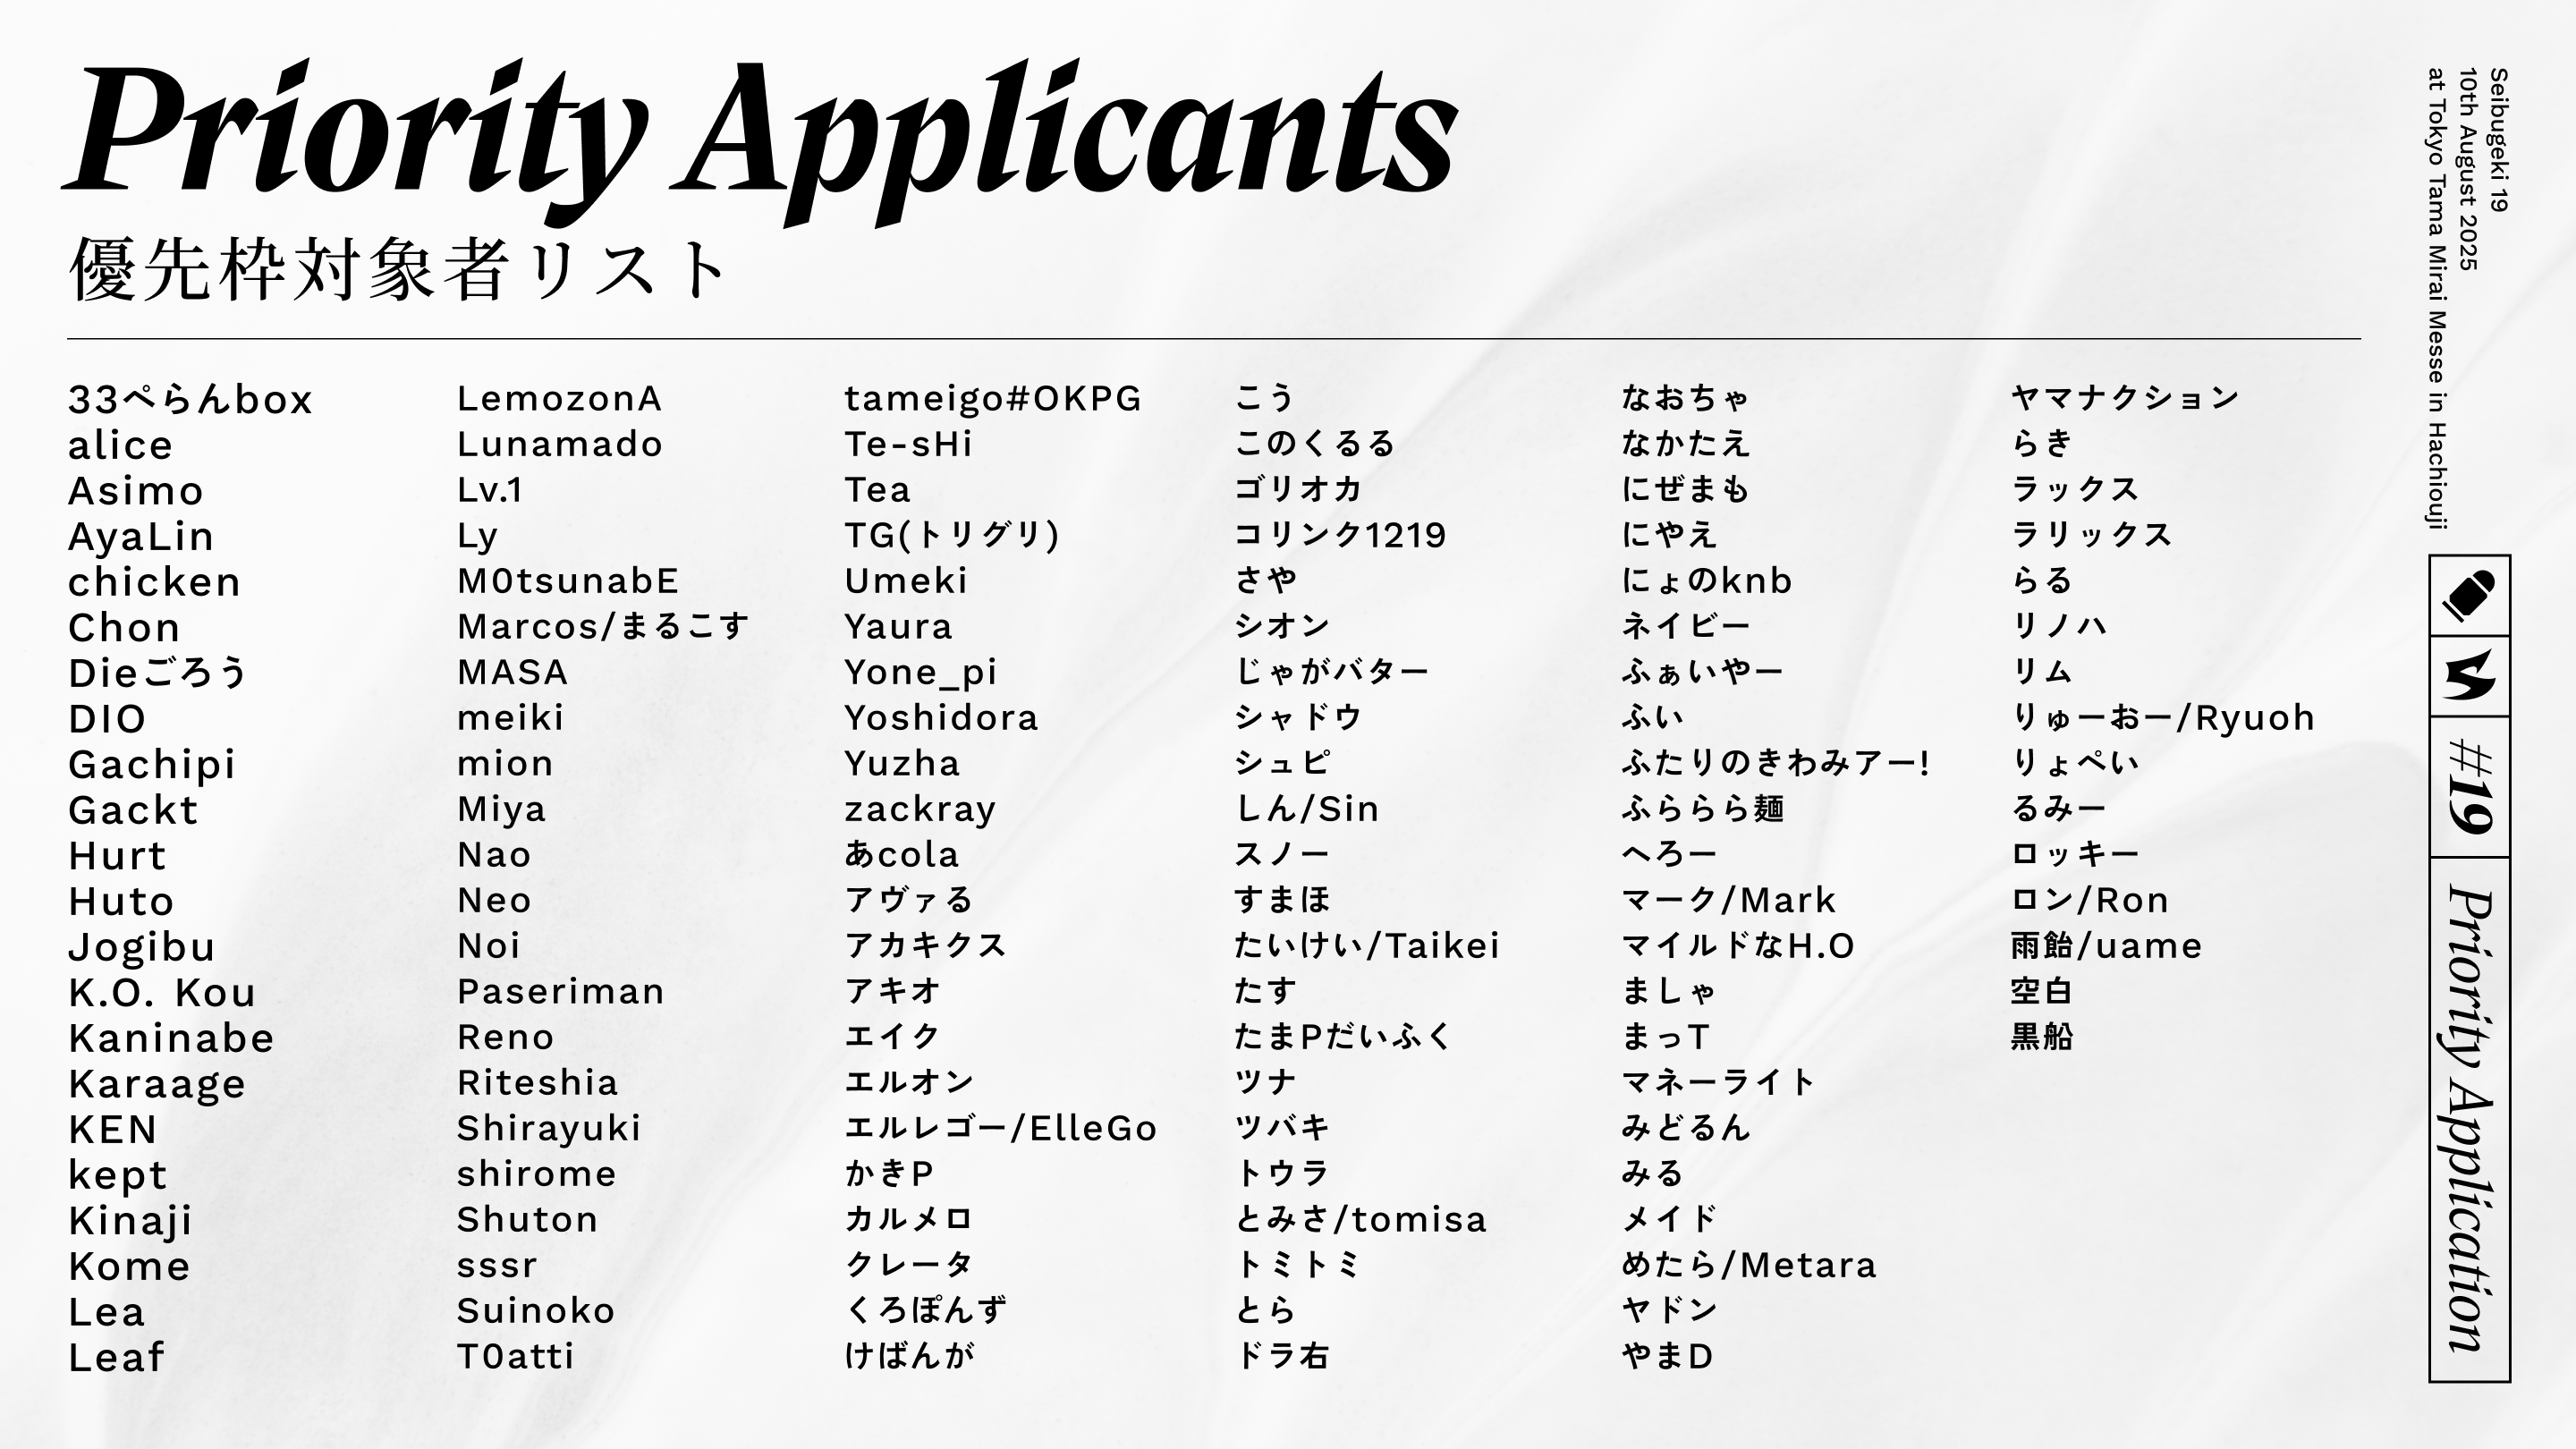 Priority Applicants
優先枠対象者リスト
33ぺらんbox
alice
Asimo
AyaLin
chicken
Chon
Dieごろう
DIO
Gachipi
Gackt
Hurt
Huto
Jogibu
K.O. Kou
Kaninabe
Karaage
KEN
kept
Kinaji
Kome
Lea
Leaf
LemozonA
Lunamado
Lv.1
Ly
M0tsunabE
Marcos/まるこす
MASA
meiki
mion
Miya
Nao
Neo
Noi
Paseriman
Reno
Riteshia
Shirayuki
shirome
Shuton
sssr
Suinoko
T0atti
tameigo#OKPG
Te-sHi
Tea
TG(トリグリ)
Umeki
Yaura
Yone_pi
Yoshidora
Yuzha
zackray
あcola
アヴァる
アカキクス
アキオ
エイク
エルオン
エルレゴー/ElleGo
かきP
カルメロ
クレータ
くろぽんず
けばんが
こう
このくるる
ゴリオカ
コリンク1219
さや
シオン
じゃがバター
シャドウ
シュピ
しん/Sin
スノー
すまほ
たいけい/Taikei
たす
たまPだいふく
ツナ
ツバキ
トウラ
とみさ/tomisa
トミトミ
とら
ドラ右
なおちゃ
なかたえ
にぜまも
にやえ
にょのknb
ネイビー
ふぁいやー
ふい
ふたりのきわみアー!
ふららら麺
へろー
マーク/Mark
マイルドなH.O
ましゃ
まっT
マネーライト
みどるん
みる
メイド
めたら/Metara
ヤドン
やまD
ヤマナクション
らき
ラックス
ラリックス
らる
リノハ
リム
りゅーおー/Ryuoh
りょぺい
るみー
ロッキー
ロン/Ron
雨飴/uame
空白
黒船
Seibugeki 19
10th August 2025
at Tokyo Tama Mirai Messe in Hachiouji
#19
Priority Application